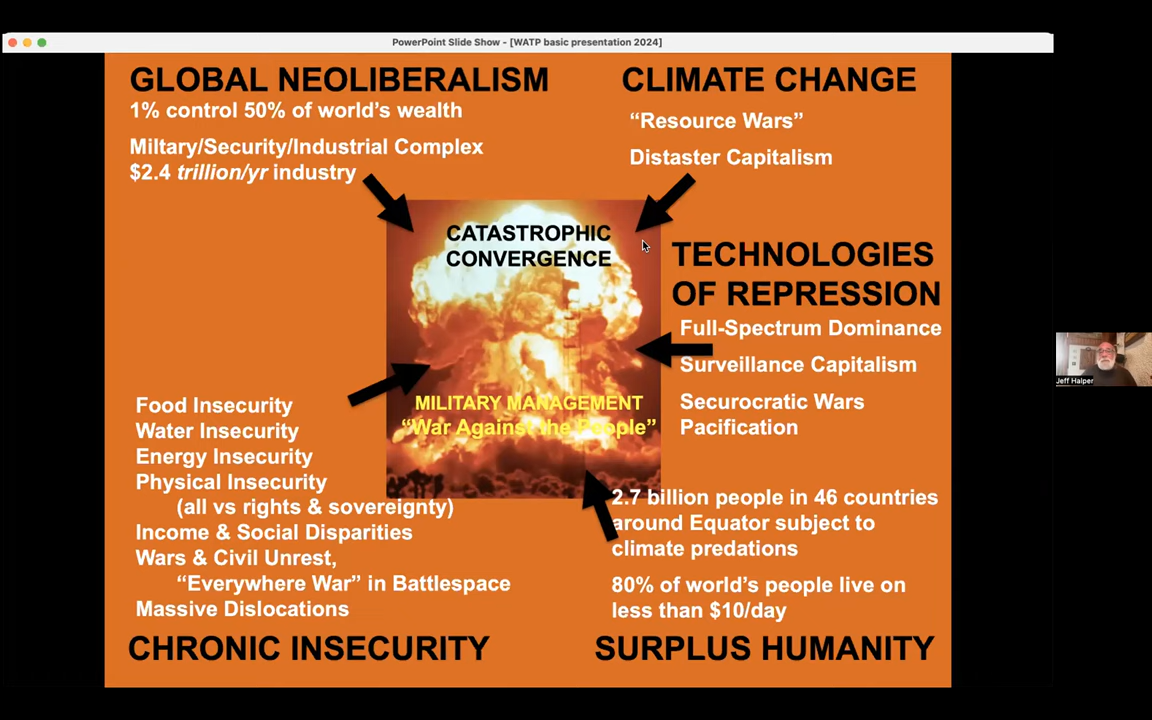 PowerPoint Slide Show - [WATP basic presentation 2024]
GLOBAL NEOLIBERALISM
1% control 50% of world's wealth
Miltary/Security/Industrial Complex
$2.4 trillion/yr industry
CLIMATE CHANGE
“Resource Wars”
Distaster Capitalism
CATASTROPHIC
CONVERGENCE
TECHNOLOGIES
OF REPRESSION
Full-Spectrum Dominance
Surveillance Capitalism
Securocratic Wars
Pacification
MILITARY MANAGEMENT
“War Against the People”
Food Insecurity
Water Insecurity
Energy Insecurity
Physical Insecurity
(all vs rights & sovereignty)
Income & Social Disparities
Wars & Civil Unrest,
“Everywhere War” in Battlespace
Massive Dislocations
CHRONIC INSECURITY
2.7 billion people in 46 countries
around Equator subject to
climate predations
80% of world's people live on
less than $10/day
SURPLUS HUMANITY
Jeff Halper